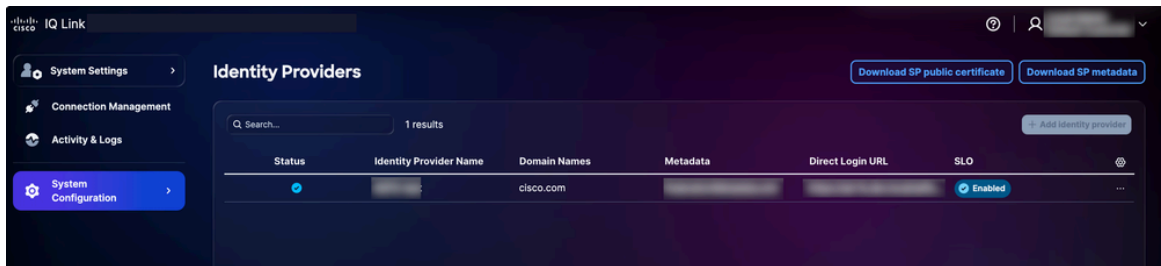 cisco IQ Link
System Settings
Connection Management
Activity & Logs
System
Configuration
Identity Providers
Download SP public certificate
Download SP metadata
Search...
1 results
+ Add identity provider
Status Identity Provider Name Domain Names Metadata Direct Login URL SLO
cisco.com Enabled ...